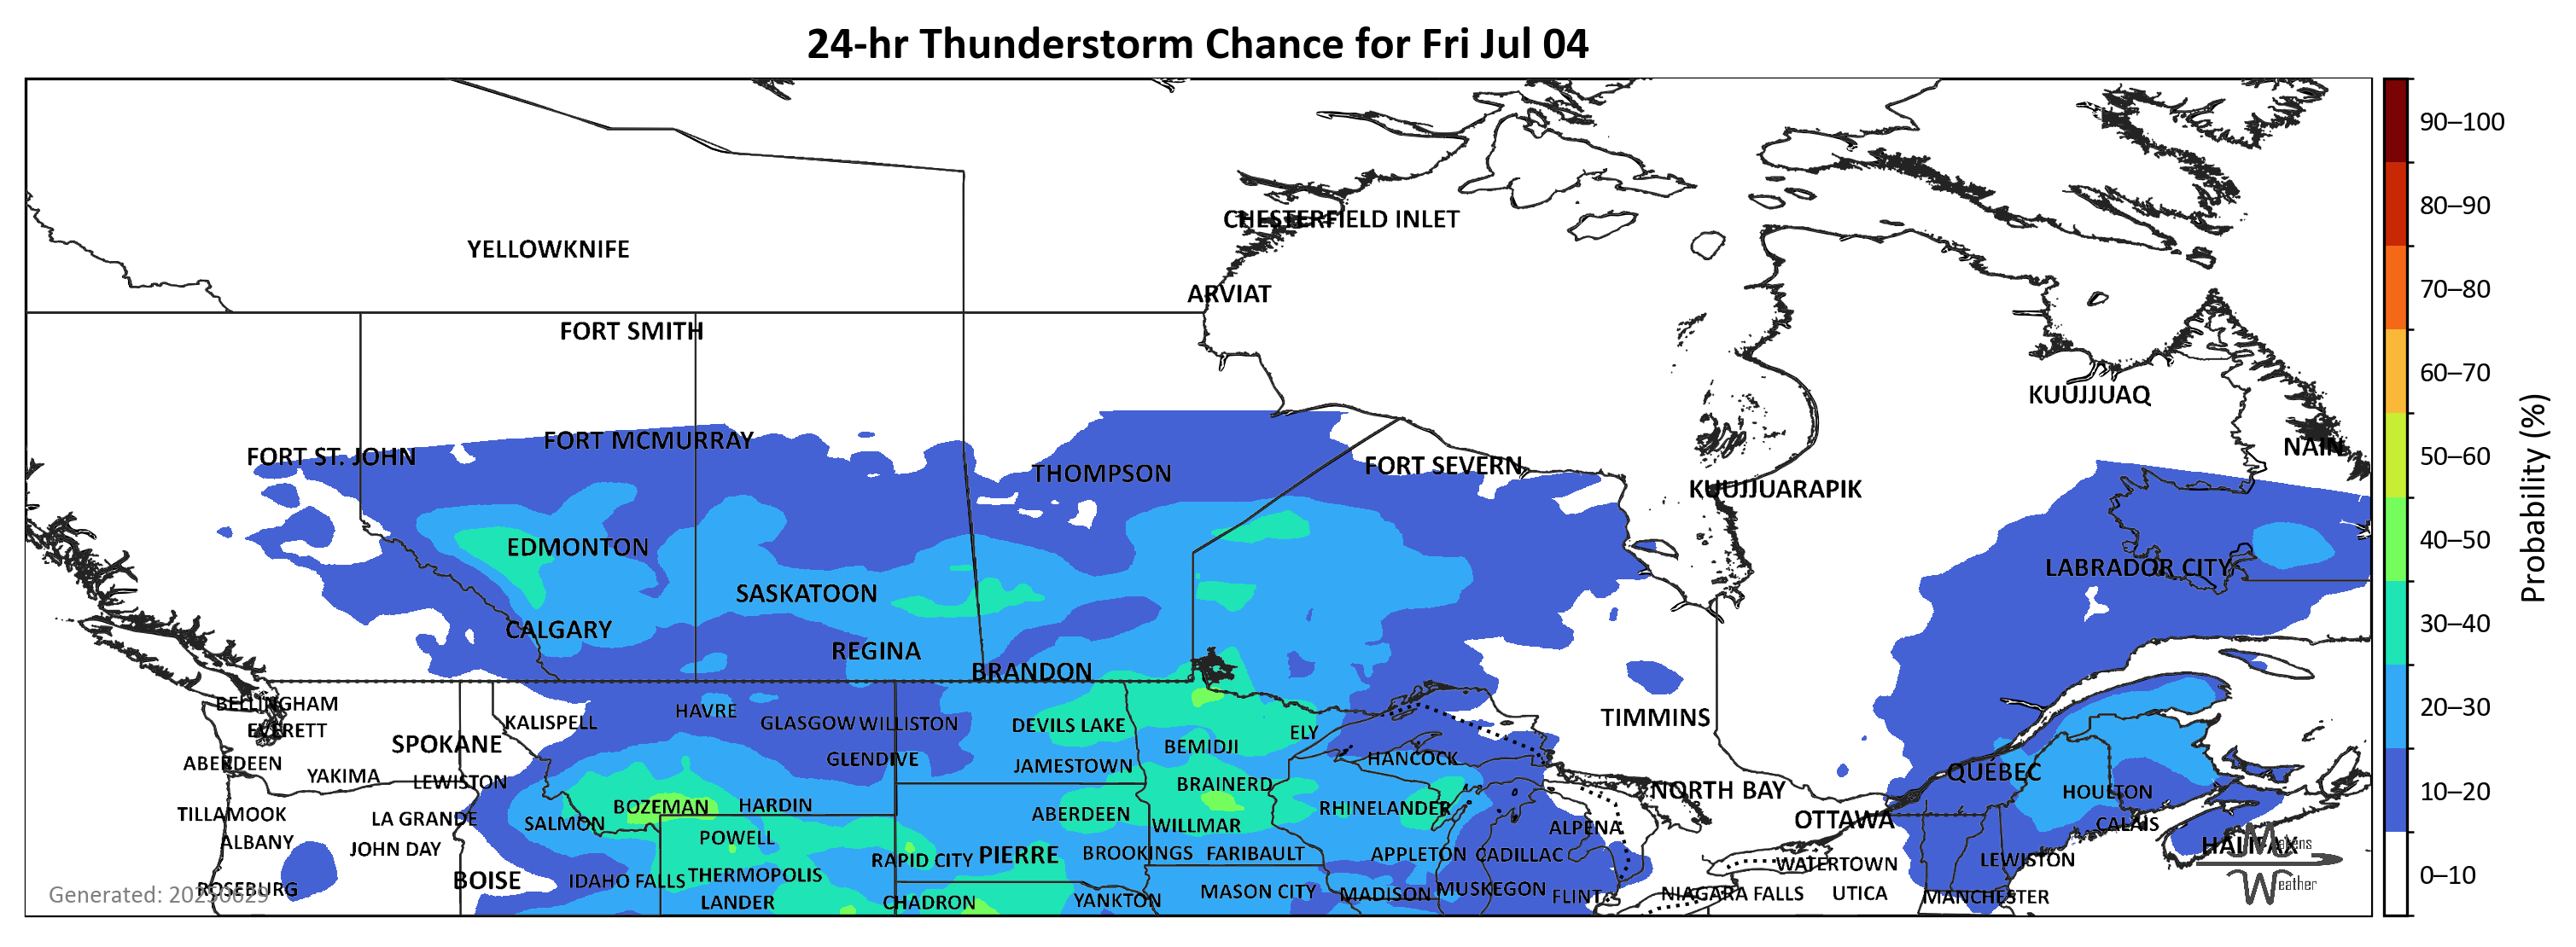 24-hr Thunderstorm Chance for Fri Jul 04
90–100
80–90
CHESTERFIELD INLET
YELLOWKNIFE
70–80
ARVIAT
FORT SMITH
60–70
KUUJJUAQ
FORT MCMURRAY
NAIN
FORT ST. JOHN
50–60
FORT SEVERN
THOMPSON
KUUJJUARAPIK
Probability (%)
EDMONTON
40–50
LABRADOR CITY
SASKATOON
CALGARY
30–40
REGINA
BRANDON
BELLINGHAM
HAVRE
20–30
TIMMINS
KALISPELL
GLASGOW
WILLISTON
DEVILS LAKE
EVERETT
ELY
SPOKANE
BEMIDJI
GLENDIVE
HANCOCK
ABERDEEN
JAMESTOWN
QUÉBEC
YAKIMA
LEWISTON
BRAINERD
NORTH BAY
HOULTON
10–20
BOZEMAN
HARDIN
RHINELANDER
TILLAMOOK
LA GRANDE
ABERDEEN
OTTAWA
SALMON
WILLMAR
CALAIS
ALPENA
POWELL
ALBANY
HALIFAX
Matens
JOHN DAY
BROOKINGS
FARIBAULT
APPLETON
CADILLAC
PIERRE
RAPID CITY
LEWISTON
WATERTOWN
THERMOPOLIS
0–10
BOISE
IDAHO FALLS
Weather
ROSEBURG
MUSKEGON
MASON CITY
MADISON
NIAGARA FALLS
UTICA
Generated: 20250629
FLINT
MANCHESTER
LANDER
CHADRON
YANKTON